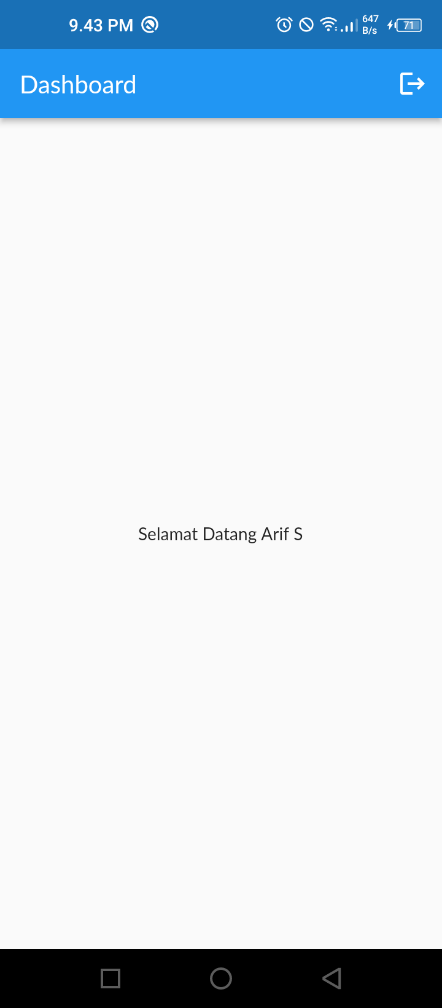 9.43 PM
647
B/s
71
Dashboard
Selamat Datang Arif S